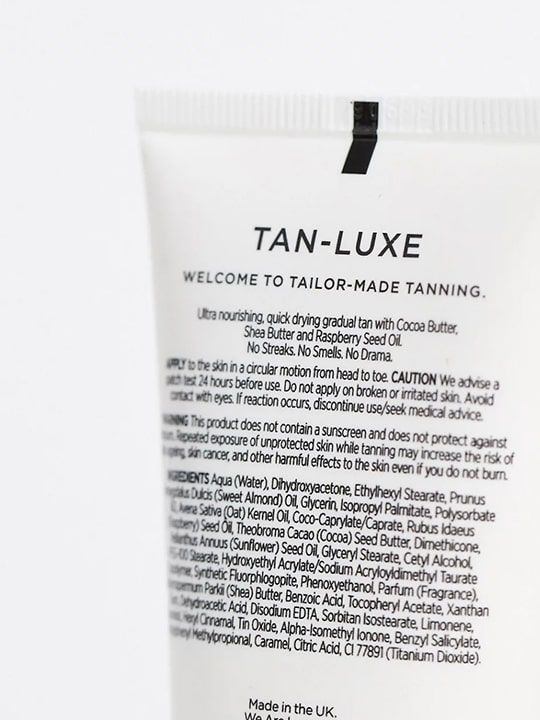 TAN-LUXE
WELCOME TO TAILOR-MADE TANNING.
Ultra nourishing, quick drying gradual tan with Cocoa Butter,
Shea Butter and Raspberry Seed Oil.
No Streaks. No Smells. No Drama.
to the skin in a circular motion from head to toe. CAUTION We advise a
patch test 24 hours before use. Do not apply on broken or irritated skin. Avoid
contact with eyes. If reaction occurs, discontinue use/seek medical advice.
This product does not contain a sunscreen and does not protect against
Repeated exposure of unprotected skin while tanning may increase the risk of
skin cancer, and other harmful effects to the skin even if you do not burn.
Aqua (Water), Dihydroxyacetone, Ethylhexyl Stearate, Prunus
Dulcis (Sweet Almond) Oil, Glycerin, Isopropyl Palmitate, Polysorbate
Avena Sativa (Oat) Kernel Oil, Coco-Caprylate/Caprate, Rubus Idaeus
Seed Oil, Theobroma Cacao (Cocoa) Seed Butter, Dimethicone,
Annuus (Sunflower) Seed Oil, Glyceryl Stearate, Cetyl Alcohol,
Stearate, Hydroxyethyl Acrylate/Sodium Acryloyldimethyl Taurate
Synthetic Fluorphlogopite, Phenoxyethanol, Parfum (Fragrance),
Parkii (Shea) Butter, Benzoic Acid, Tocopheryl Acetate, Xanthan
Dehydroacetic Acid, Disodium EDTA, Sorbitan Isostearate, Limonene,
Hexyl Cinnamal, Tin Oxide, Alpha-Isomethyl Ionone, Benzyl Salicylate,
Methylpropional, Caramel, Citric Acid, CI 77891 (Titanium Dioxide).
Made in the UK.
We Are